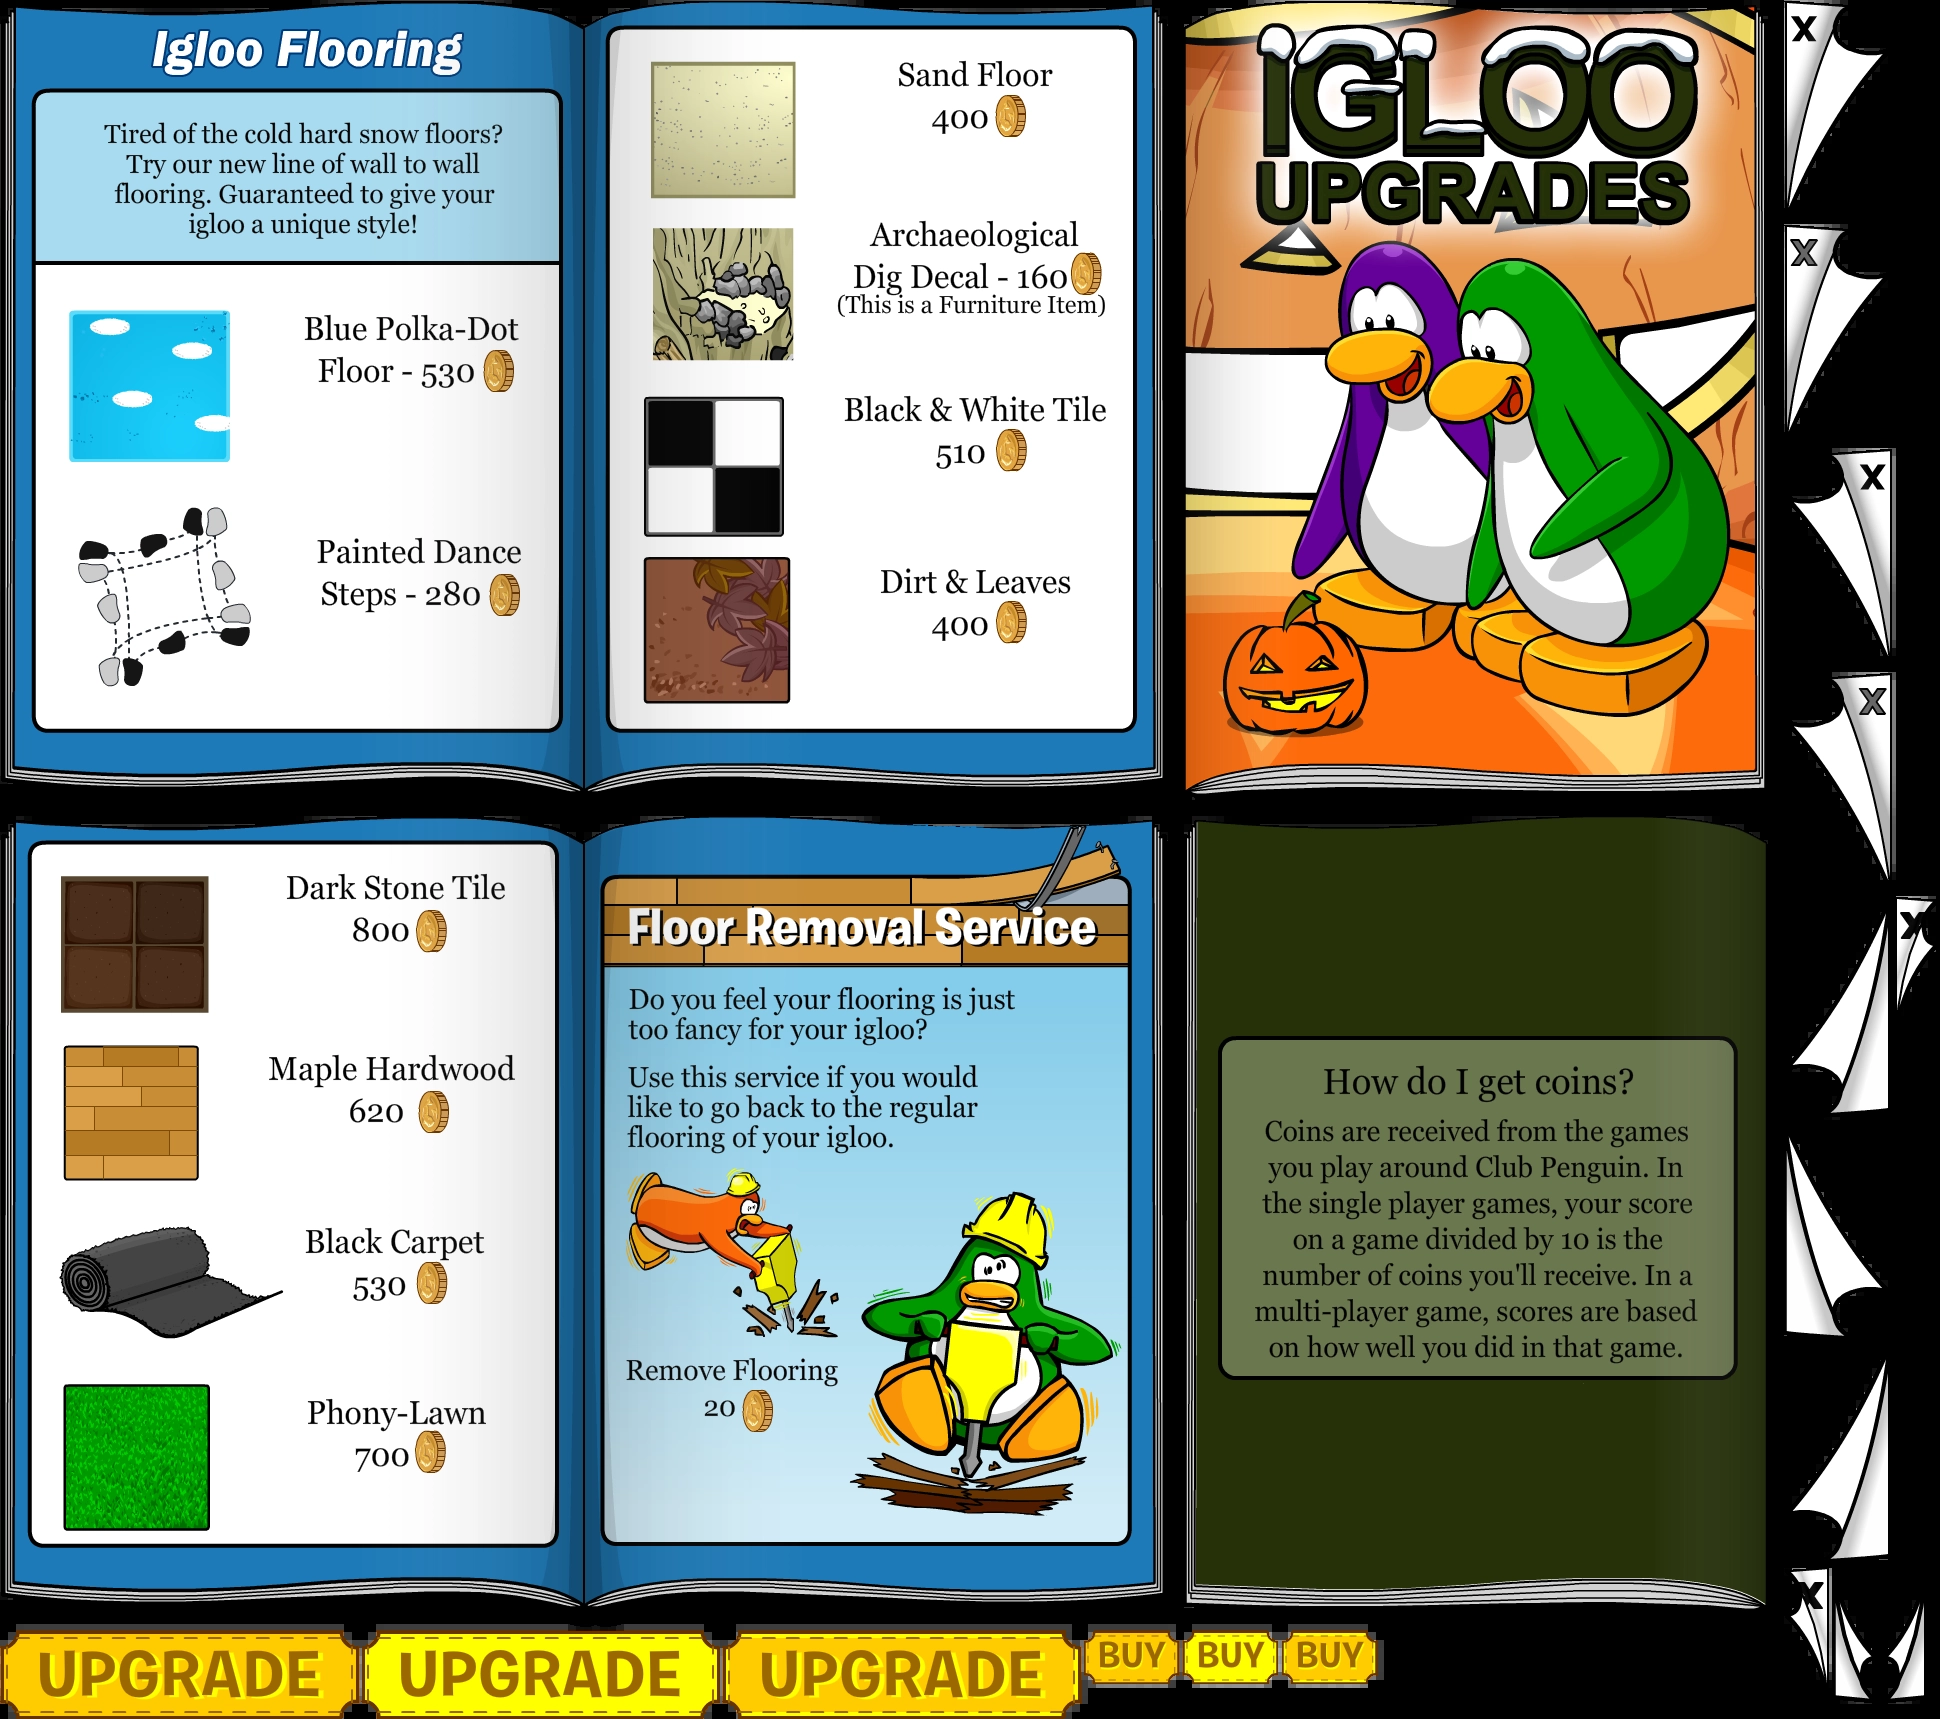 Igloo Flooring
Tired of the cold hard snow floors?
Try our new line of wall to wall
flooring. Guaranteed to give your
igloo a unique style!
Blue Polka-Dot
Floor - 530
Painted Dance
Steps - 280
Sand Floor
400
Archaeological
Dig Decal - 160
(This is a Furniture Item)
Black & White Tile
510
Dirt & Leaves
400
IGLOO
UPGRADES
X
X
X
X
Dark Stone Tile
800
Maple Hardwood
620
Black Carpet
530
Phony-Lawn
700
Floor Removal Service
Do you feel your flooring is just
too fancy for your igloo?
Use this service if you would
like to go back to the regular
flooring of your igloo.
Remove Flooring
20
How do I get coins?
Coins are received from the games
you play around Club Penguin. In
the single player games, your score
on a game divided by 10 is the
number of coins you'll receive. In a
multi-player game, scores are based
on how well you did in that game.
X
X
UPGRADE
UPGRADE
UPGRADE
BUY
BUY
BUY